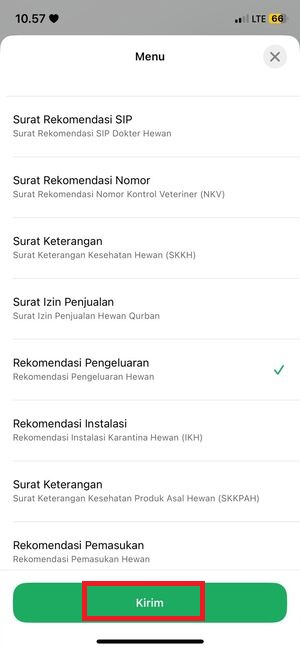 10.57
LTE 66
Menu
Surat Rekomendasi SIP
Surat Rekomendasi SIP Dokter Hewan
Surat Rekomendasi Nomor
Surat Rekomendasi Nomor Kontrol Veteriner (NKV)
Surat Keterangan
Surat Keterangan Kesehatan Hewan (SKKH)
Surat Izin Penjualan
Surat Izin Penjualan Hewan Qurban
Rekomendasi Pengeluaran
Rekomendasi Pengeluaran Hewan
Rekomendasi Instalasi
Rekomendasi Instalasi Karantina Hewan (IKH)
Surat Keterangan
Surat Keterangan Kesehatan Produk Asal Hewan (SKKPAH)
Rekomendasi Pemasukan
Rekomendasi Pemasukan Hewan
Kirim